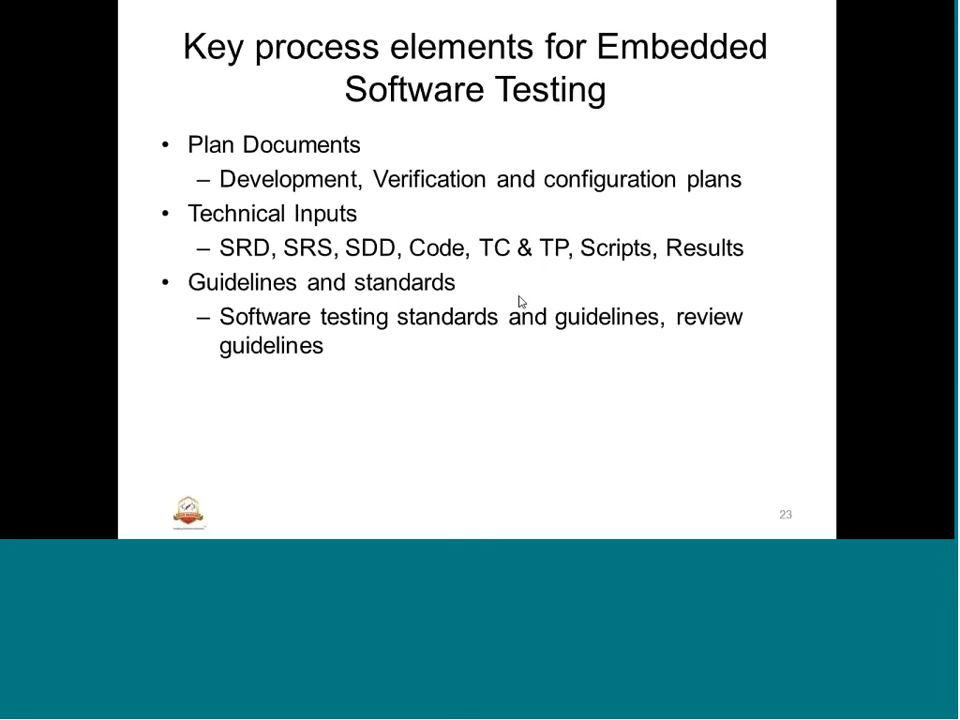 Key process elements for Embedded
Software Testing
• Plan Documents
– Development, Verification and configuration plans
• Technical Inputs
– SRD, SRS, SDD, Code, TC & TP, Scripts, Results
• Guidelines and standards
– Software testing standards and guidelines, review
guidelines
23